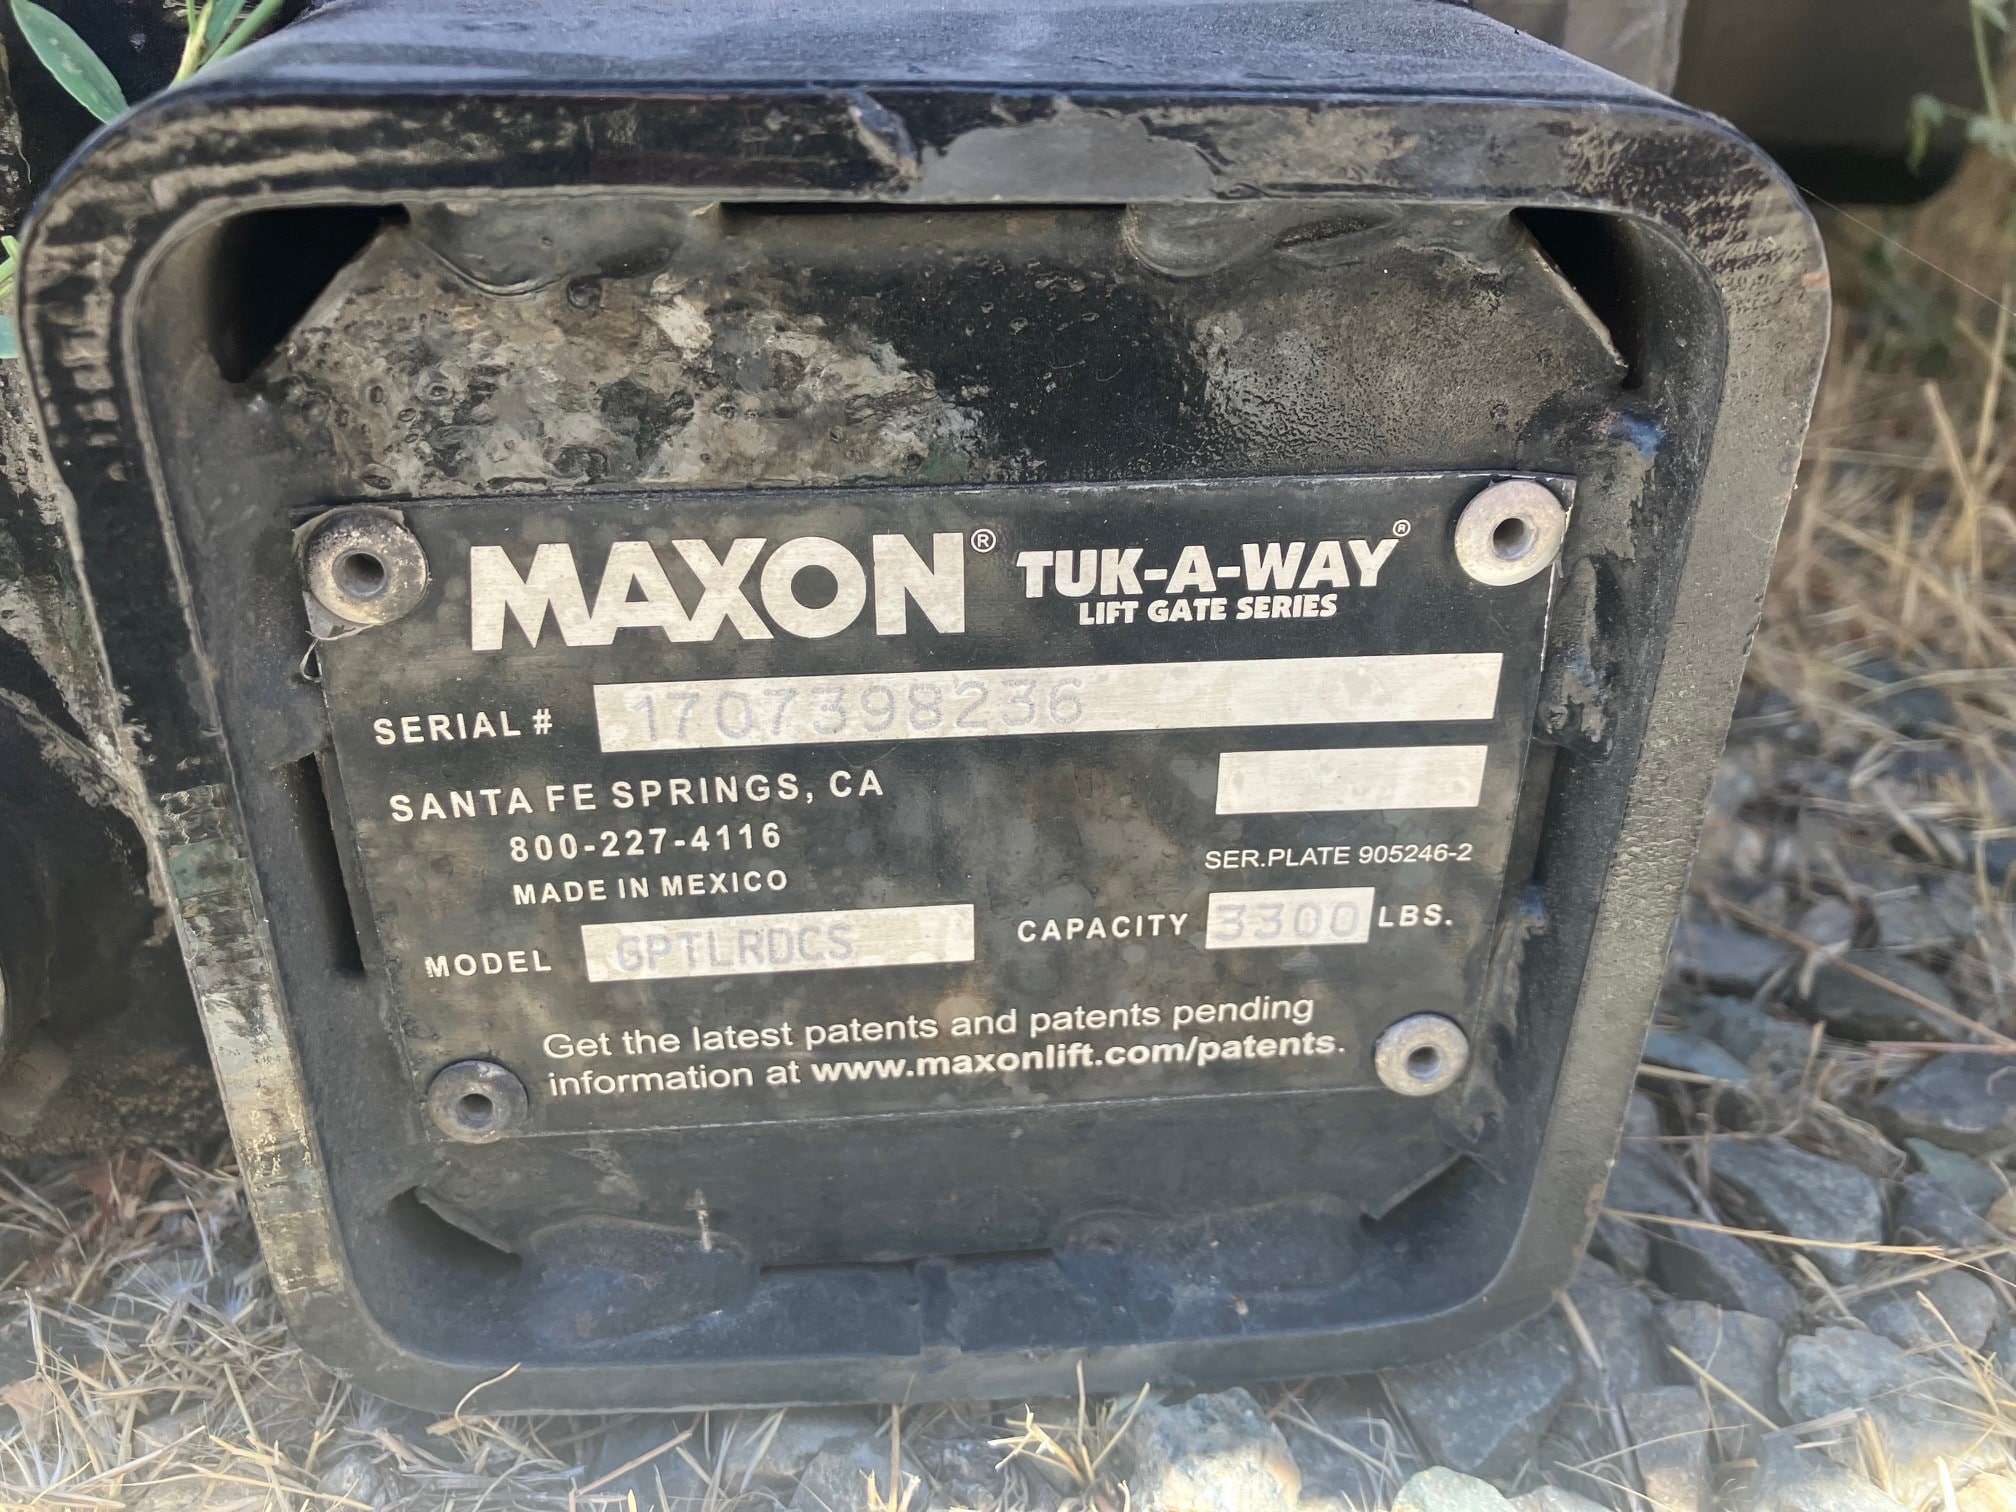 MAXON® TUK-A-WAY®
LIFT GATE SERIES
SERIAL # 1707398236
SANTA FE SPRINGS, CA
800-227-4116
MADE IN MEXICO
SER.PLATE 905246-2
MODEL GPTLRDCS CAPACITY 3300 LBS.
Get the latest patents and patents pending
information at www.maxonlift.com/patents.